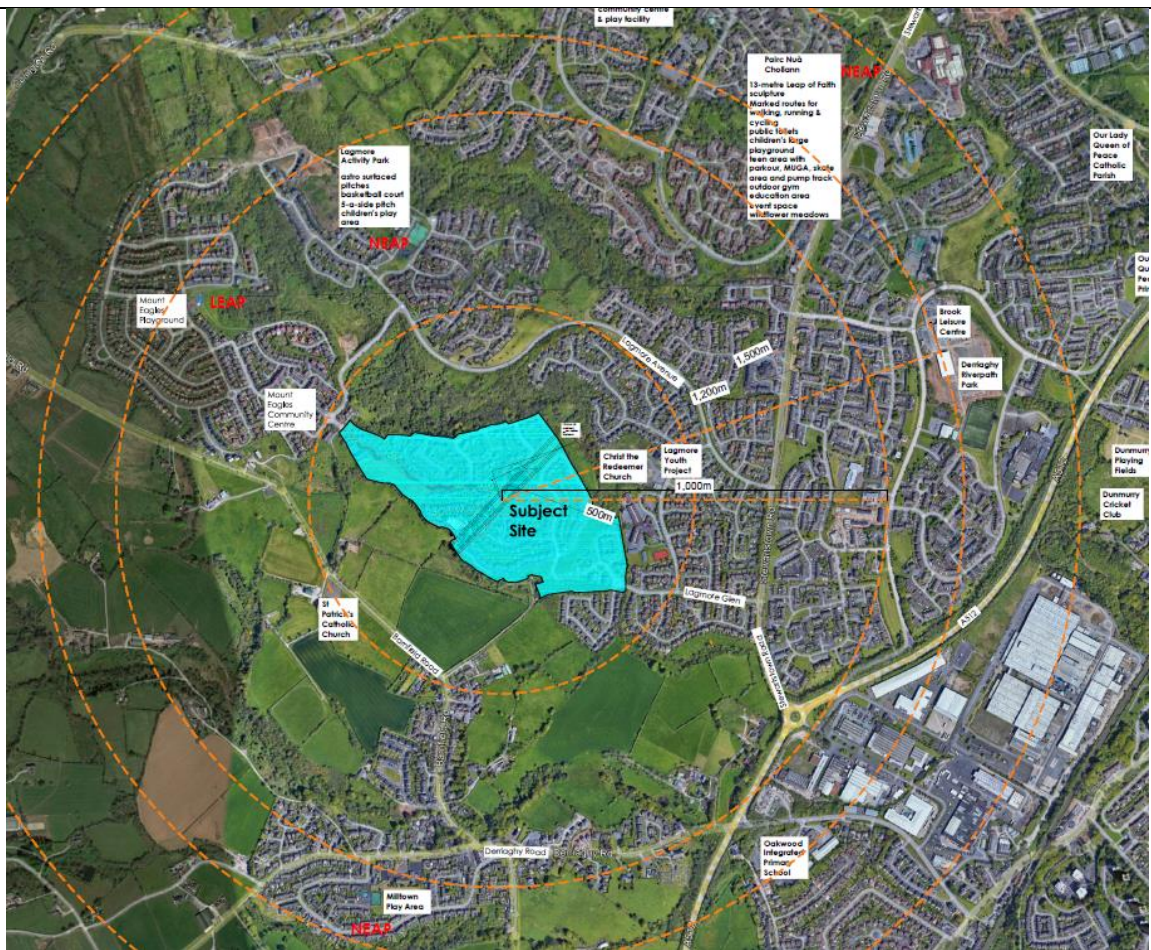 community centre
& play facility
Pairc Nuá
Chollann
13-metre Leap of Faith
sculpture
Marked routes for
walking, running &
cycling
public toilets
children's large
playground
teen area with
parkour, MUGA, skate
area and pump track
outdoor gym
education area
event space
wildflower meadows
NEAP
Our Lady
Queen of
Peace
Catholic
Parish
Lagmore
Activity Park
astro surfaced
pitches
basketball court
5-a-side pitch
children's play
area
NEAP
LEAP
Mount
Eagles
Playground
Brook
Leisure
Centre
Derriaghy
Riverpath
Park
Lagmore Avenue
1,500m
1,200m
Mount
Eagles
Community
Centre
Christ the
Redeemer
Church
Lagmore
Youth
Project
1,000m
500m
Subject
Site
Dunmurry
Playing
Fields
Dunmurry
Cricket
Club
Lagmore Glen
A512
St
Patrick's
Catholic
Church
Barnfield Road
Stewartstown Road
Derriaghy Road
Oakwood
Integrated
Primary
School
Milltown
Play Area
NEAP